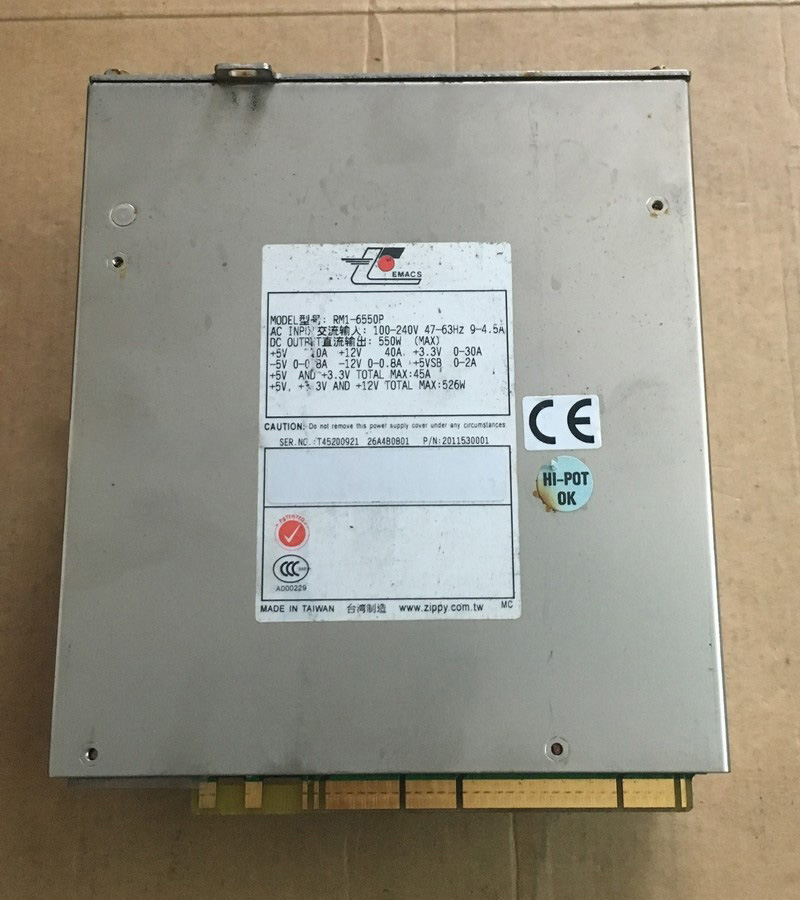 EMACS
MODEL型号: RM1-6550P
AC INPUT交流输入: 100-240V 47-63Hz 9-4.5A
DC OUTPUT直流输出: 550W (MAX)
+5V +12V 40A +3.3V 0-30A
-5V 0-0.8A -12V 0-0.8A +5VSB 0-2A
+5V AND +3.3V TOTAL MAX:45A
+5V, +3.3V AND +12V TOTAL MAX:526W
CAUTION: Do not remove this power supply cover under any circumstances
SER.NO.:T45200921 26A4B0801 P/N:2011530001
CE
HI-POT
OK
PATENTED
CCC
A000229
MADE IN TAIWAN 台湾制造 www.zippy.com.tw MC